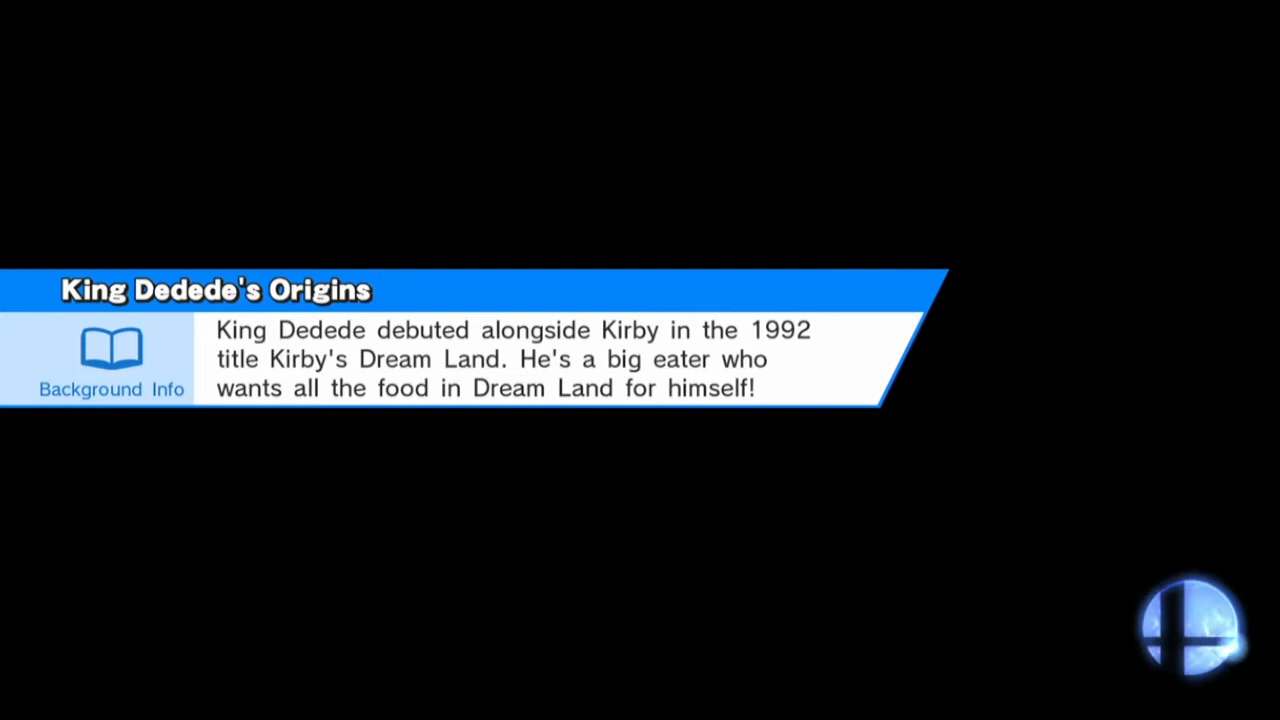 King Dedede's Origins
Background Info
King Dedede debuted alongside Kirby in the 1992
title Kirby's Dream Land. He's a big eater who
wants all the food in Dream Land for himself!